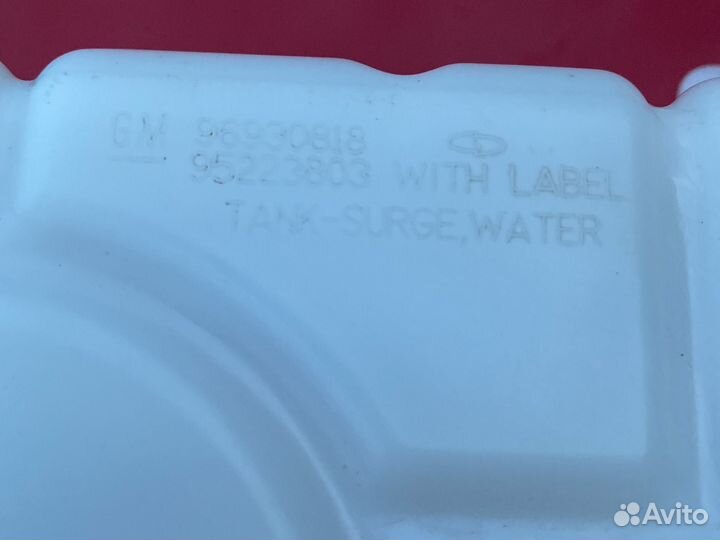 GM 96930818
95223803 WITH LABEL
TANK-SURGE,WATER
Avito